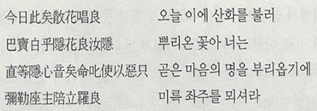 今日此矣散花唱良 오늘 이에 산화를 불러
巴寶白乎隱花良汝隱 뿌리온 꽃아 너는
直等隱心音矣命叱使以惡只 곧은 마음의 명을 부리옵기에
彌勒座主陪立羅良 미륵 좌주를 뫼셔라